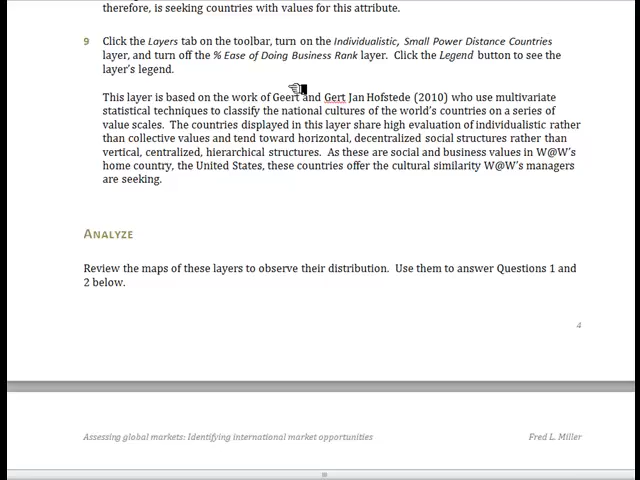 therefore, is seeking countries with values for this attribute.
9 Click the Layers tab on the toolbar, turn on the Individualistic, Small Power Distance Countries
layer, and turn off the % Ease of Doing Business Rank layer. Click the Legend button to see the
layer's legend.
This layer is based on the work of Geert and Gert Jan Hofstede (2010) who use multivariate
statistical techniques to classify the national cultures of the world's countries on a series of
value scales. The countries displayed in this layer share high evaluation of individualistic rather
than collective values and tend toward horizontal, decentralized social structures rather than
vertical, centralized, hierarchical structures. As these are social and business values in W@W's
home country, the United States, these countries offer the cultural similarity W@W's managers
are seeking.
ANALYZE
Review the maps of these layers to observe their distribution. Use them to answer Questions 1 and
2 below.
4
Assessing global markets: Identifying international market opportunities Fred L. Miller